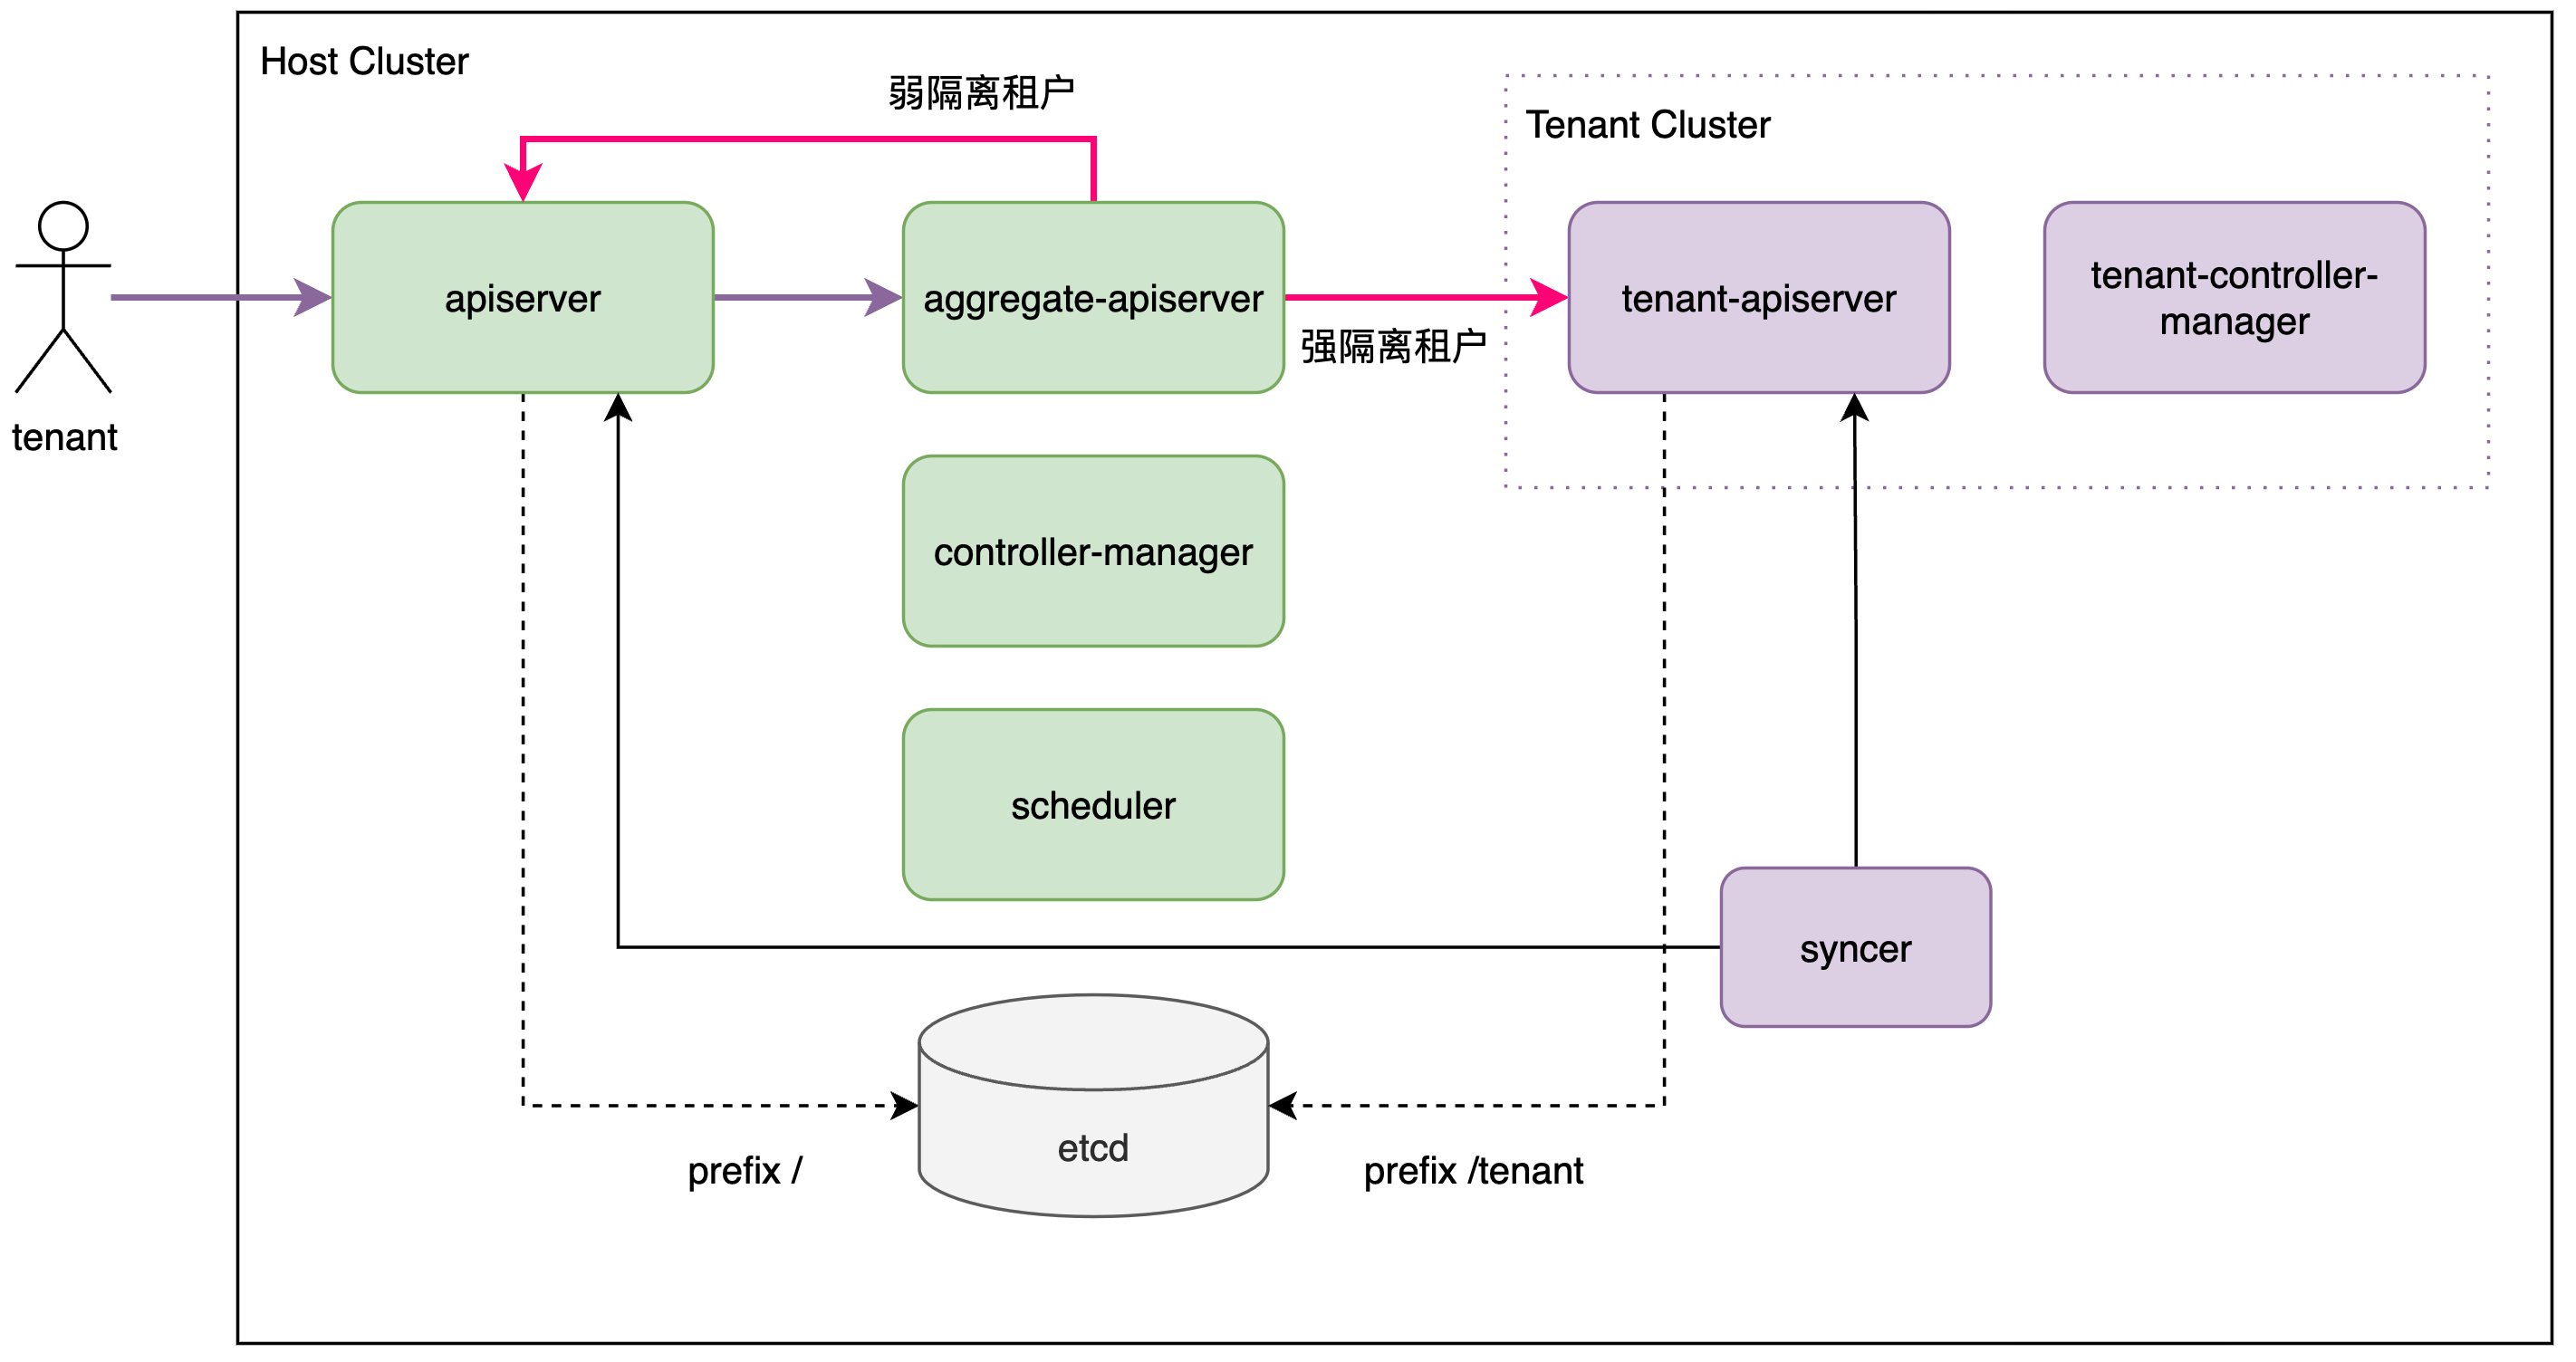 Host Cluster
弱隔离租户
Tenant Cluster
apiserver
aggregate-apiserver
tenant-apiserver
tenant-controller-
manager
强隔离租户
tenant
controller-manager
scheduler
syncer
etcd
prefix /
prefix /tenant